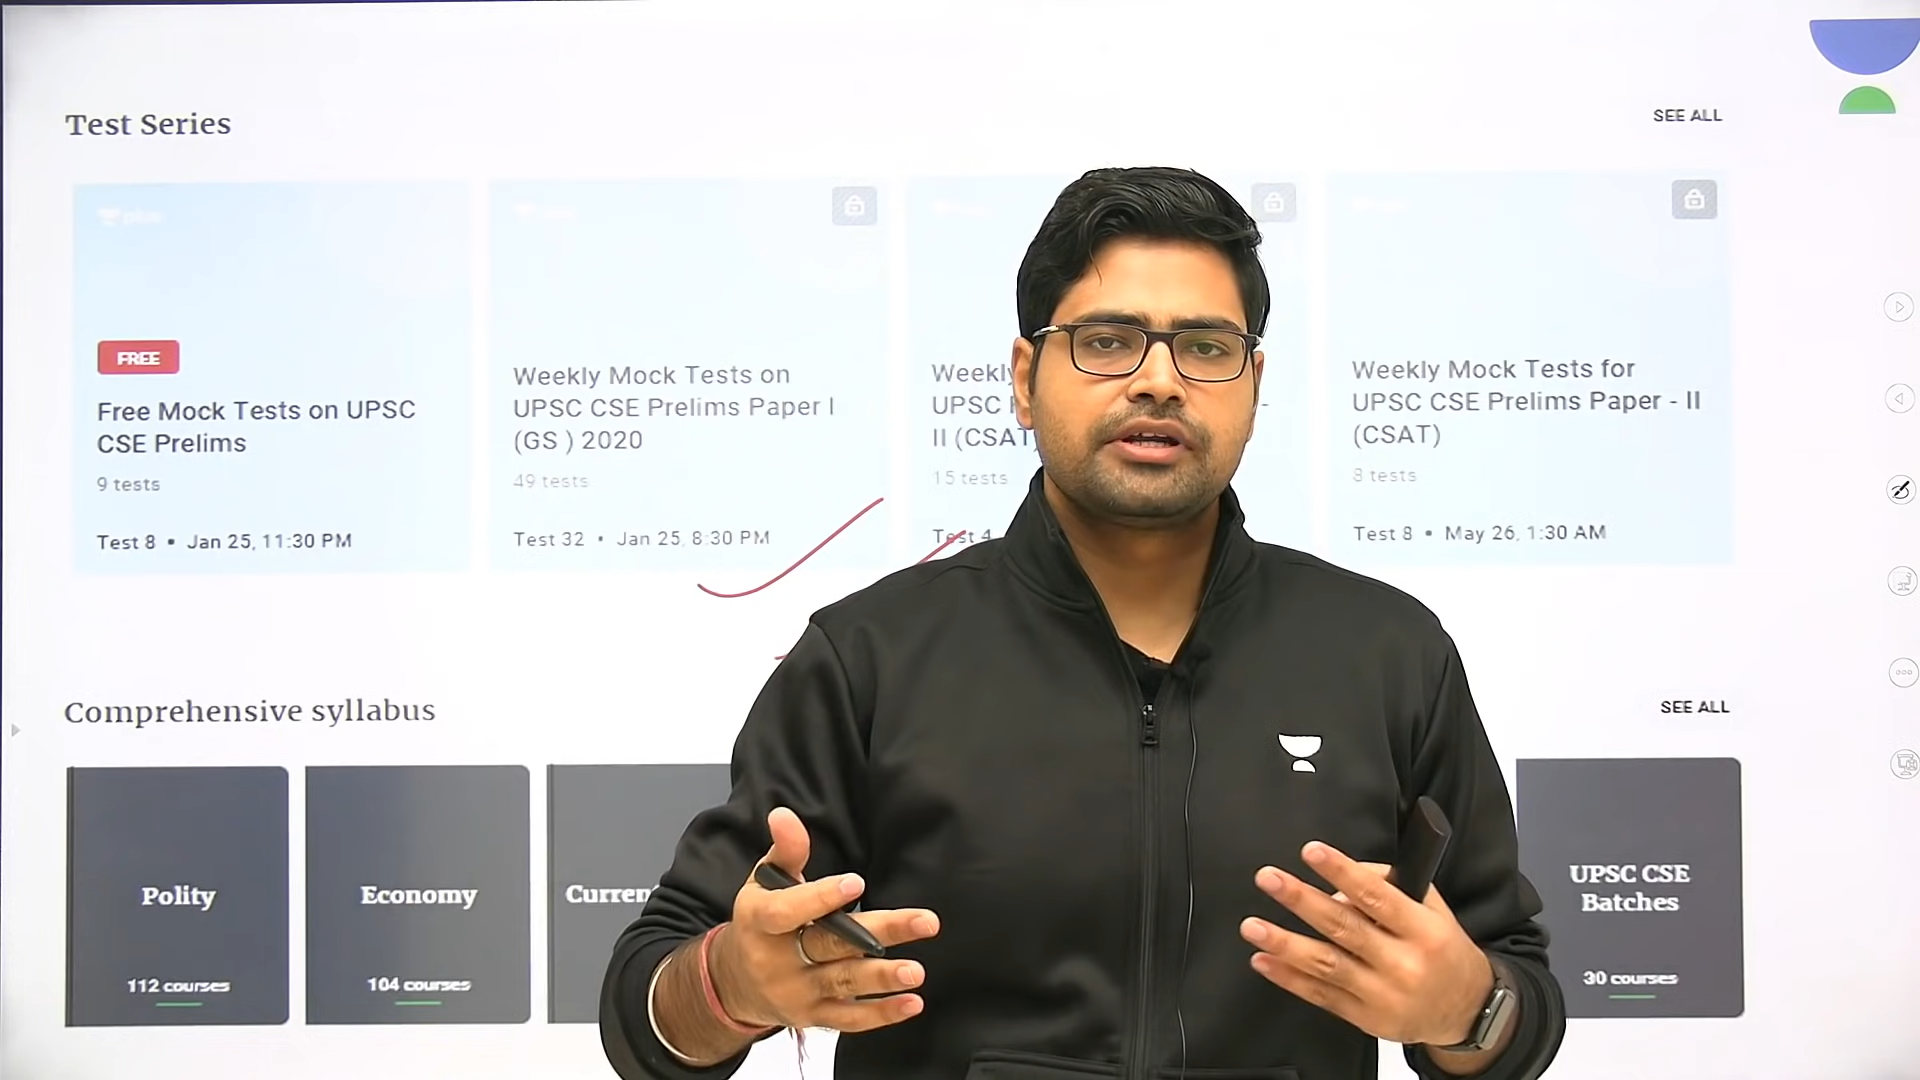 Test Series
SEE ALL
plus
FREE
Free Mock Tests on UPSC
CSE Prelims
9 tests
Test 8 • Jan 25, 11:30 PM
Weekly Mock Tests on
UPSC CSE Prelims Paper I
(GS ) 2020
49 tests
Test 32 • Jan 25, 8:30 PM
Weekly
UPSC
II (CSAT
15 tests
Test 4
Weekly Mock Tests for
UPSC CSE Prelims Paper - II
(CSAT)
8 tests
Test 8 • May 26, 1:30 AM
Comprehensive syllabus
SEE ALL
Polity
112 courses
Economy
104 courses
Curren
UPSC CSE
Batches
30 courses